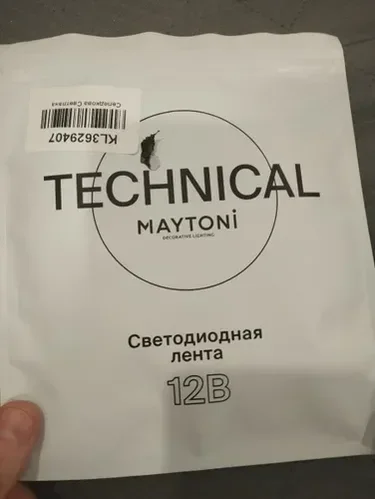 KL3629407
TECHNICAL
MAYTONi
DECORATIVE LIGHTING
Светодиодная
лента
12В